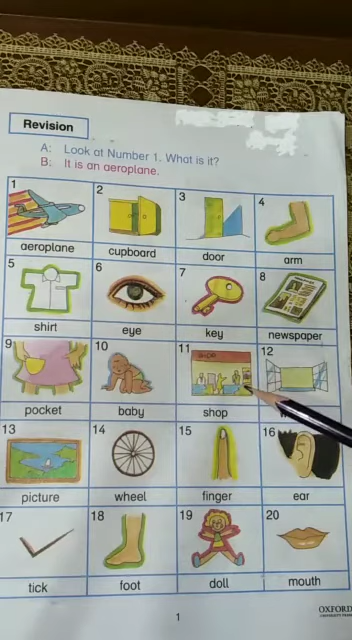 Revision
A: Look at Number 1. What is it?
B: It is an aeroplane.
1 2 3 4
aeroplane cupboard door arm
5 6 7 8
shirt eye key newspaper
9 10 11 12
SHOP
pocket baby shop
13 14 15 16
picture wheel finger ear
17 18 19 20
tick foot doll mouth
OXFORD
1